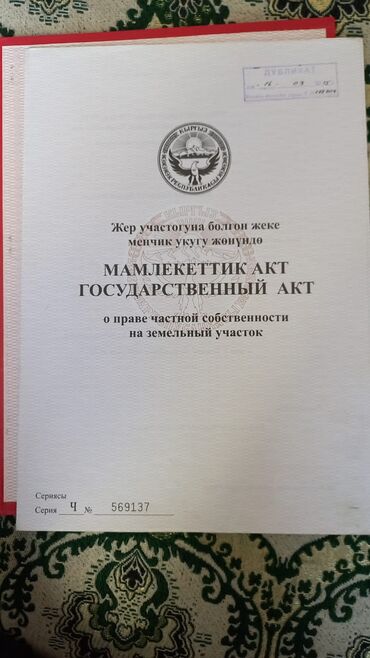 ДУБЛИКАТ
КЫРГЫЗ
РЕСПУБЛИКАСЫ
Жер участогуна болгон жеке
менчик укугу жөнүндө
МАМЛЕКЕТТИК АКТ
ГОСУДАРСТВЕННЫЙ АКТ
о праве частной собственности
на земельный участок
Сериясы
Серия Ч № 569137